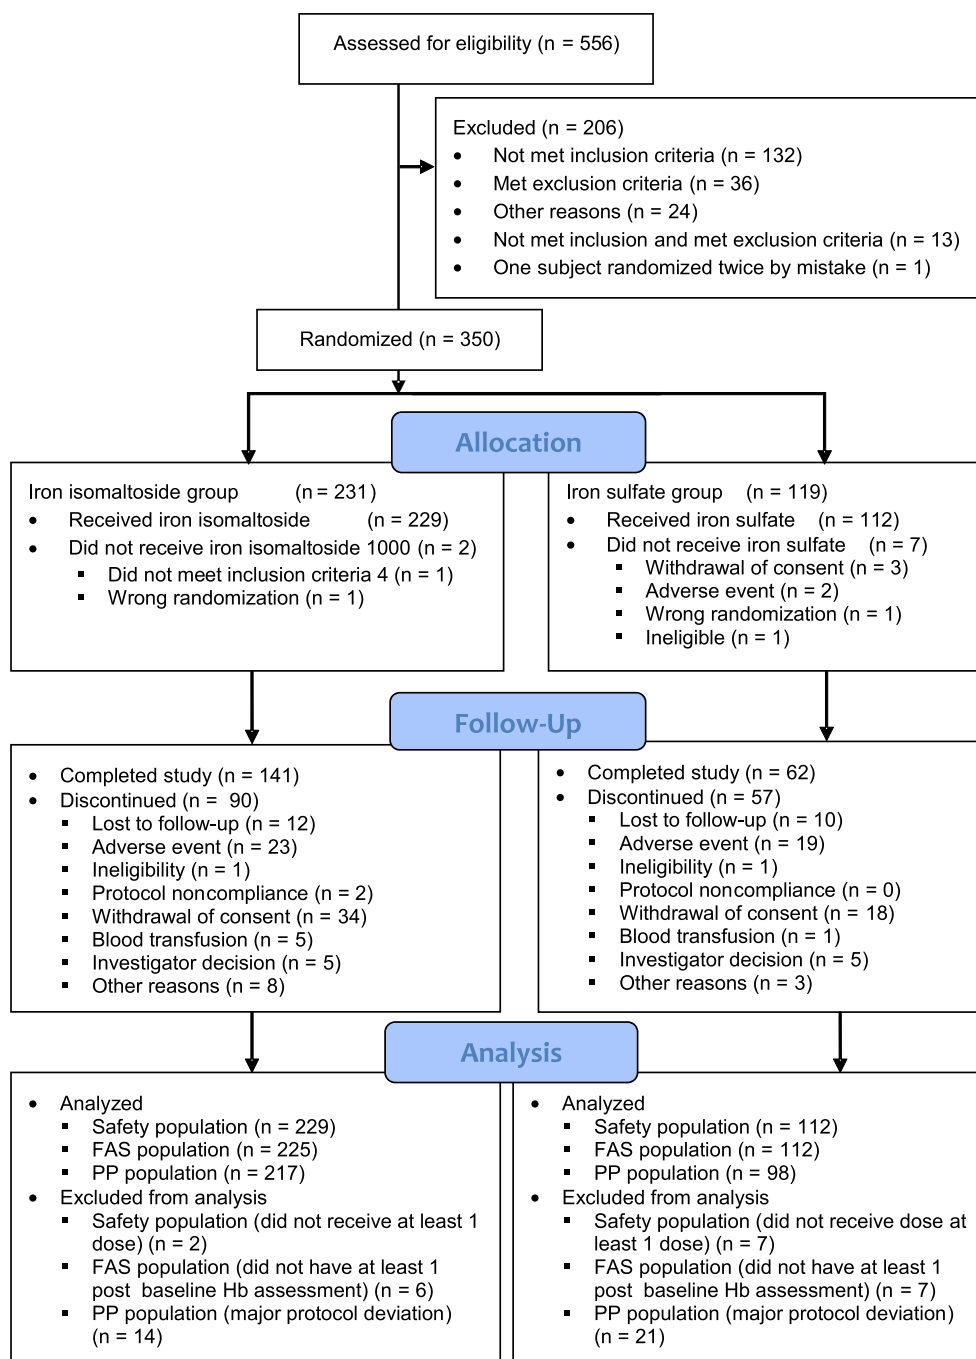 Assessed for eligibility (n = 556)
Excluded (n = 206)
• Not met inclusion criteria (n = 132)
• Met exclusion criteria (n = 36)
• Other reasons (n = 24)
• Not met inclusion and met exclusion criteria (n = 13)
• One subject randomized twice by mistake (n = 1)
Randomized (n = 350)
Allocation
Iron isomaltoside group (n = 231)
• Received iron isomaltoside (n = 229)
• Did not receive iron isomaltoside 1000 (n = 2)
▪ Did not meet inclusion criteria 4 (n = 1)
▪ Wrong randomization (n = 1)
Iron sulfate group (n = 119)
• Received iron sulfate (n = 112)
• Did not receive iron sulfate (n = 7)
▪ Withdrawal of consent (n = 3)
▪ Adverse event (n = 2)
▪ Wrong randomization (n = 1)
▪ Ineligible (n = 1)
Follow-Up
• Completed study (n = 141)
• Discontinued (n = 90)
▪ Lost to follow-up (n = 12)
▪ Adverse event (n = 23)
▪ Ineligibility (n = 1)
▪ Protocol noncompliance (n = 2)
▪ Withdrawal of consent (n = 34)
▪ Blood transfusion (n = 5)
▪ Investigator decision (n = 5)
▪ Other reasons (n = 8)
• Completed study (n = 62)
• Discontinued (n = 57)
▪ Lost to follow-up (n = 10)
▪ Adverse event (n = 19)
▪ Ineligibility (n = 1)
▪ Protocol noncompliance (n = 0)
▪ Withdrawal of consent (n = 18)
▪ Blood transfusion (n = 1)
▪ Investigator decision (n = 5)
▪ Other reasons (n = 3)
Analysis
• Analyzed
▪ Safety population (n = 229)
▪ FAS population (n = 225)
▪ PP population (n = 217)
• Excluded from analysis
▪ Safety population (did not receive at least 1
dose) (n = 2)
▪ FAS population (did not have at least 1
post baseline Hb assessment) (n = 6)
▪ PP population (major protocol deviation)
(n = 14)
• Analyzed
▪ Safety population (n = 112)
▪ FAS population (n = 112)
▪ PP population (n = 98)
• Excluded from analysis
▪ Safety population (did not receive dose at
least 1 dose) (n = 7)
▪ FAS population (did not have at least 1
post baseline Hb assessment) (n = 7)
▪ PP population (major protocol deviation)
(n = 21)